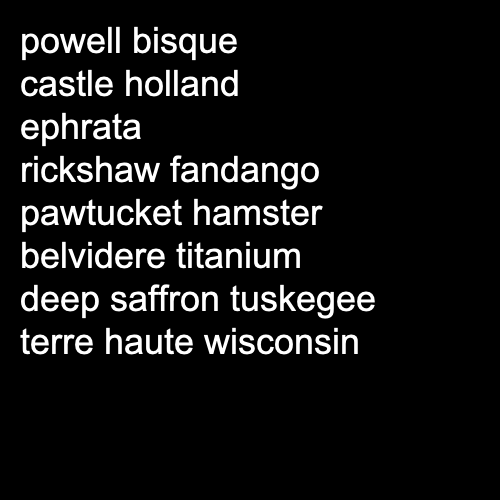 powell bisque
castle holland
ephrata
rickshaw fandango
pawtucket hamster
belvidere titanium
deep saffron tuskegee
terre haute wisconsin